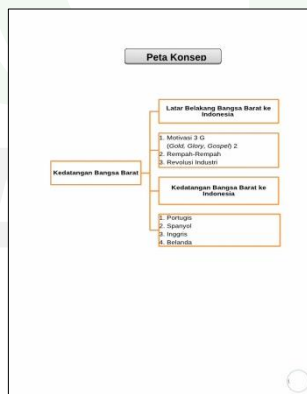 Peta Konsep
Latar Belakang Bangsa Barat ke
Indonesia
1. Motivasi 3 G
(Gold, Glory, Gospel) 2
2. Rempah-Rempah
3. Revolusi Industri
Kedatangan Bangsa Barat
Kedatangan Bangsa Barat ke
Indonesia
1. Portugis
2. Spanyol
3. Inggris
4. Belanda